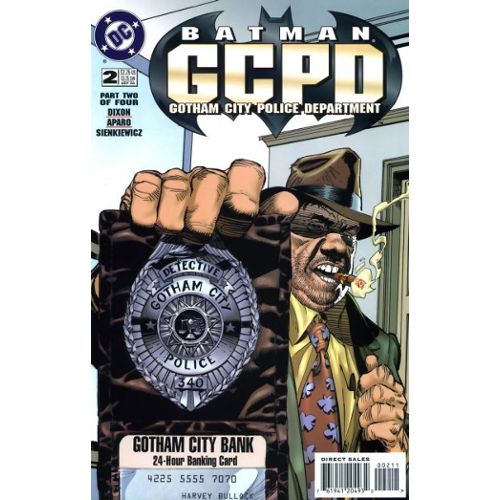 DC
BATMAN
GCPD
GOTHAM CITY POLICE DEPARTMENT
2
PART TWO
OF FOUR
DIXON
APARO
SIENKIEWICZ
DETECTIVE
GOTHAM CITY
POLICE
340
GOTHAM CITY BANK
24-Hour Banking Card
4225 5555 7070
HARVEY BULLOCK
DIRECT SALES
00211